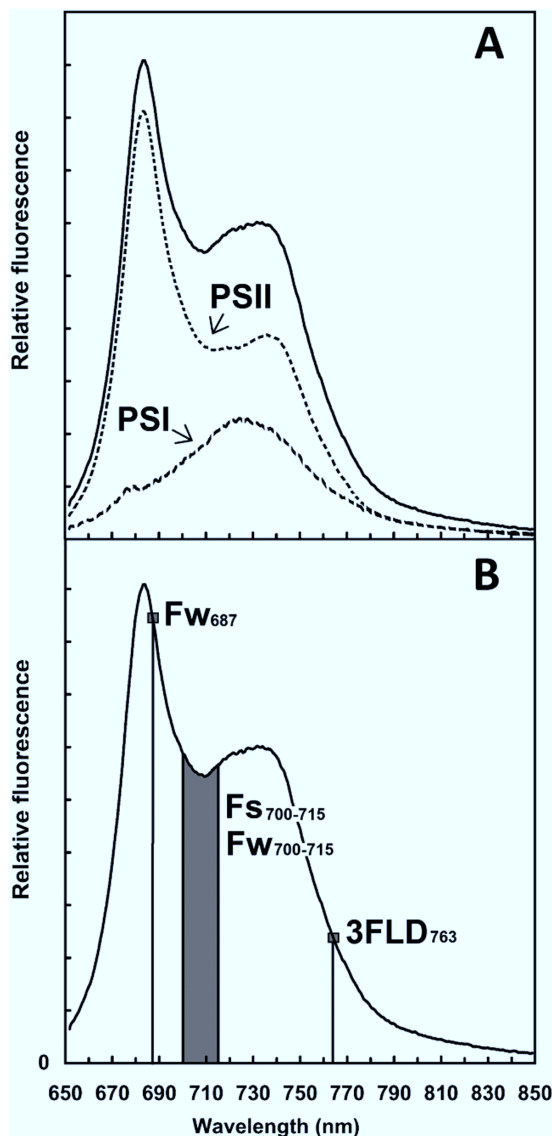 A
Relative fluorescence
PSII
PSI
B
Fw687
Relative fluorescence
Fs700-715
Fw700-715
3FLD763
0
650 670 690 710 730 750 770 790 810 830 850
Wavelength (nm)